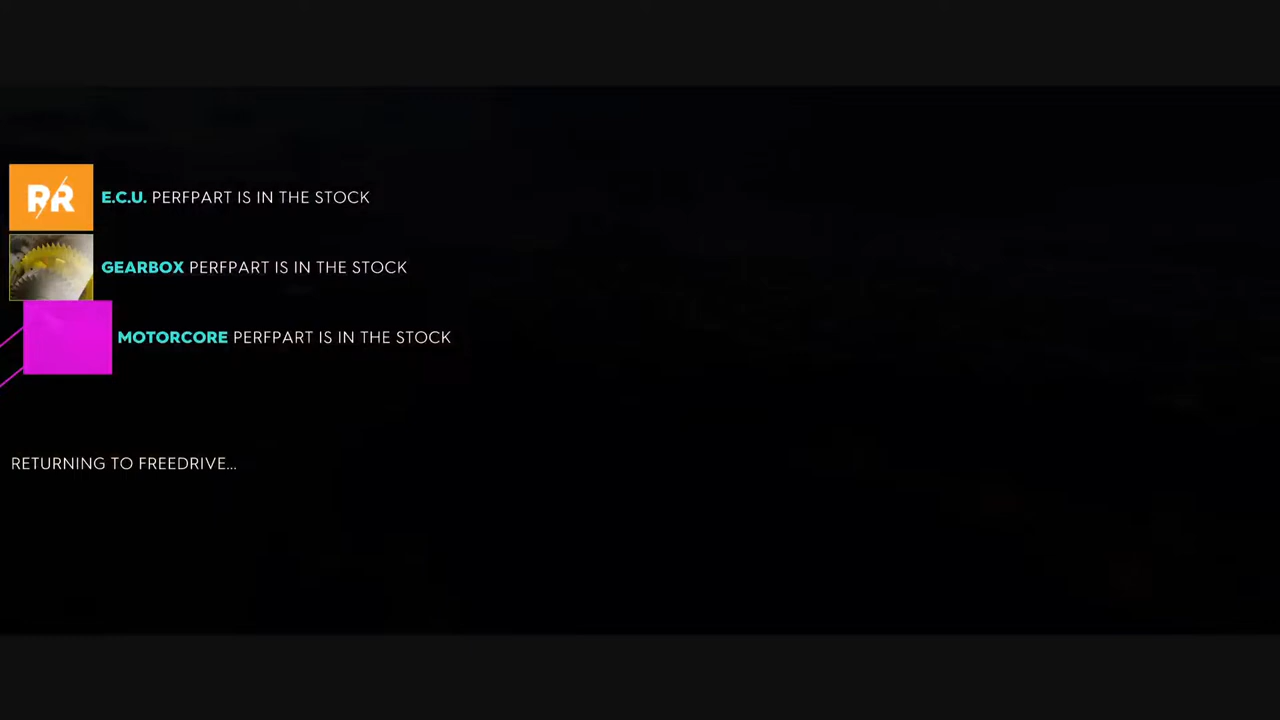 RR
E.C.U. PERFPART IS IN THE STOCK
GEARBOX PERFPART IS IN THE STOCK
MOTORCORE PERFPART IS IN THE STOCK
RETURNING TO FREEDRIVE...